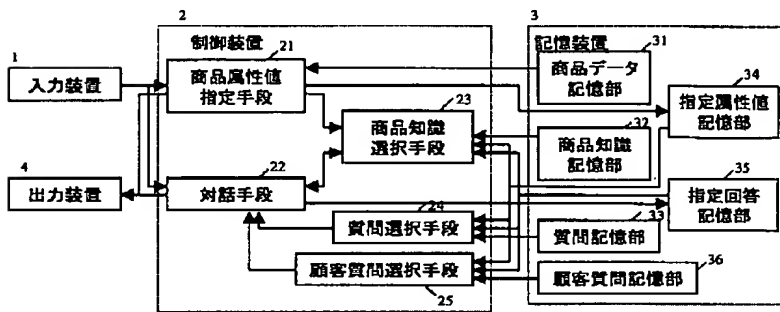 2
3
制御装置
記憶装置
1
21
31
入力装置
商品属性値
指定手段
商品データ
記憶部
34
指定属性値
記憶部
23
商品知識
選択手段
32
商品知識
記憶部
4
22
35
出力装置
対話手段
指定回答
記憶部
24
質問選択手段
33
質問記憶部
顧客質問選択手段
25
36
顧客質問記憶部